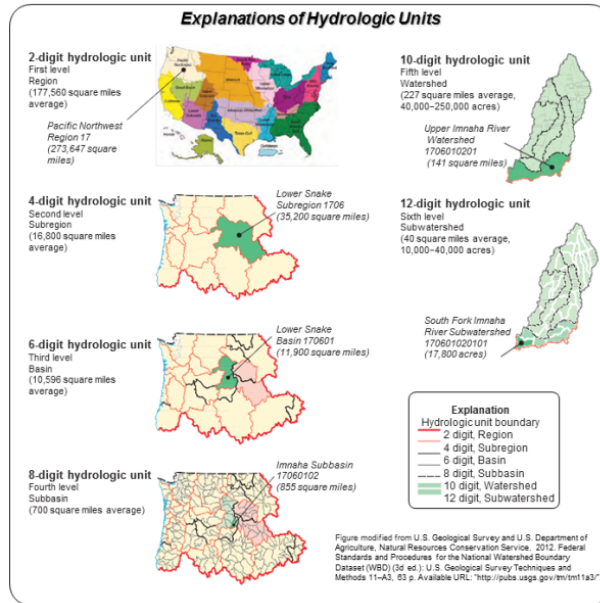 Explanations of Hydrologic Units
2-digit hydrologic unit
First level
Region
(177,560 square miles
average)
Pacific Northwest
Region 17
(273,647 square
miles)
4-digit hydrologic unit
Second level
Subregion
(16,800 square miles
average)
Lower Snake
Subregion 1706
(35,200 square miles)
6-digit hydrologic unit
Third level
Basin
(10,596 square miles
average)
Lower Snake
Basin 170601
(11,900 square miles)
8-digit hydrologic unit
Fourth level
Subbasin
(700 square miles average)
Imnaha Subbasin
17060102
(855 square miles)
10-digit hydrologic unit
Fifth level
Watershed
(227 square miles average,
40,000–250,000 acres)
Upper Imnaha River
Watershed
1706010201
(141 square miles)
12-digit hydrologic unit
Sixth level
Subwatershed
(40 square miles average,
10,000–40,000 acres)
South Fork Imnaha
River Subwatershed
170601020101
(17,800 acres)
Explanation
Hydrologic unit boundary
2 digit, Region
4 digit, Subregion
6 digit, Basin
8 digit, Subbasin
10 digit, Watershed
12 digit, Subwatershed
Figure modified from U.S. Geological Survey and U.S. Department of
Agriculture, Natural Resources Conservation Service. 2012. Federal
Standards and Procedures for the National Watershed Boundary
Dataset (WBD) (3d ed.): U.S. Geological Survey Techniques and
Methods 11–A3, 63 p. Available URL: "http://pubs.usgs.gov/tm/tm11a3/"